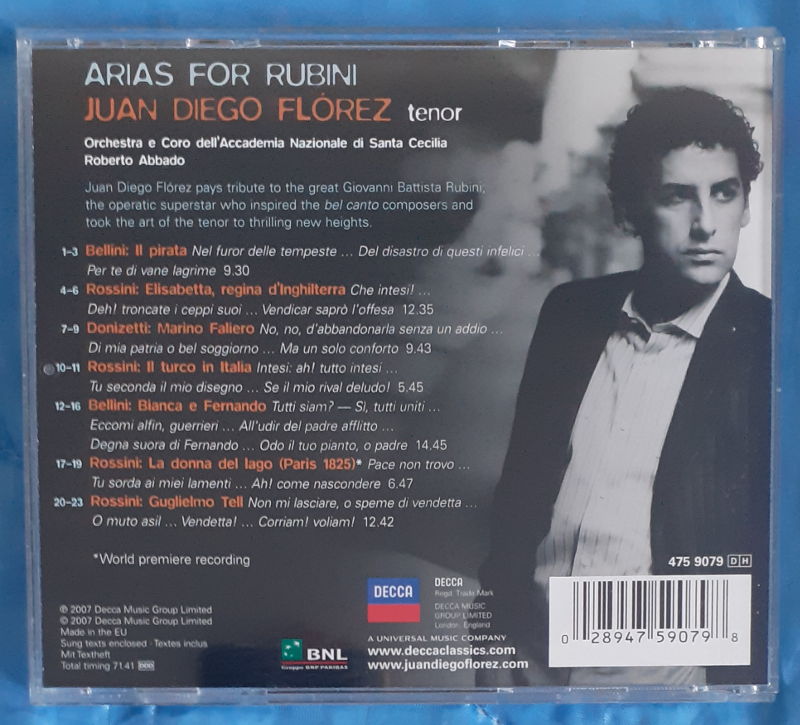 ARIAS FOR RUBINI
JUAN DIEGO FLÓREZ tenor
Orchestra e Coro dell'Accademia Nazionale di Santa Cecilia
Roberto Abbado
Juan Diego Flórez pays tribute to the great Giovanni Battista Rubini,
the operatic superstar who inspired the bel canto composers and
took the art of the tenor to thrilling new heights.
1–3 Bellini: Il pirata Nel furor delle tempeste ... Del disastro di questi infelici ...
Per te di vane lagrime 9.30
4–6 Rossini: Elisabetta, regina d'Inghilterra Che intesi! ...
Deh! troncate i ceppi suoi ... Vendicar saprò l'offesa 12.35
7–9 Donizetti: Marino Faliero No, no, d'abbandonarla senza un addio ...
Di mia patria o bel soggiorno ... Ma un solo conforto 9.43
10–11 Rossini: Il turco in Italia Intesi: ah! tutto intesi ...
Tu seconda il mio disegno ... Se il mio rival deludo! 5.45
12–16 Bellini: Bianca e Fernando Tutti siam? — Sì, tutti uniti ...
Eccomi alfin, guerrieri ... All'udir del padre afflitto ...
Degna suora di Fernando ... Odo il tuo pianto, o padre 14.45
17–19 Rossini: La donna del lago (Paris 1825)* Pace non trovo ...
Tu sorda ai miei lamenti ... Ah! come nascondere 6.47
20–23 Rossini: Guglielmo Tell Non mi lasciare, o speme di vendetta ...
O muto asil ... Vendetta! ... Corriam! voliam! 12.42
*World premiere recording
475 9079 DH
℗ 2007 Decca Music Group Limited
© 2007 Decca Music Group Limited
Made in the EU
Sung texts enclosed · Textes inclus
Mit Textheft
Total timing 71.41 DDD
BNL
Gruppo BNP PARIBAS
DECCA
DECCA
Regd. Trade Mark
DECCA MUSIC
GROUP LIMITED
London, England
A UNIVERSAL MUSIC COMPANY
www.deccaclassics.com
www.juandiegoflorez.com
0 28947 59079 8